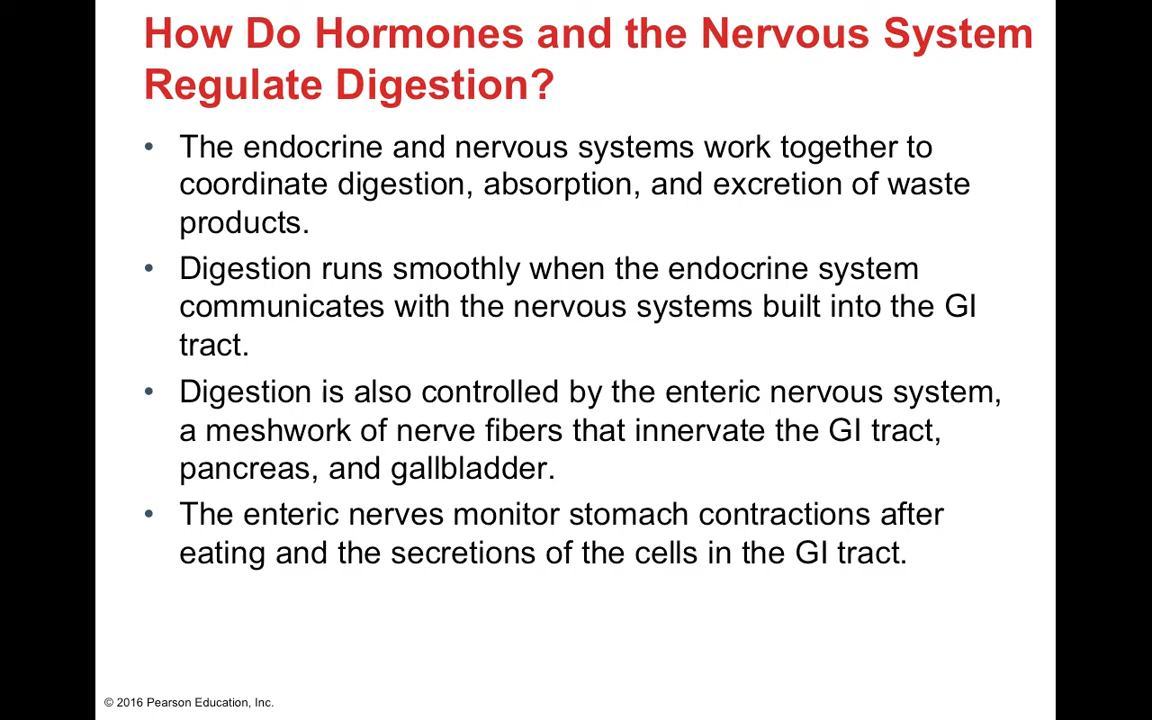 How Do Hormones and the Nervous System
Regulate Digestion?
• The endocrine and nervous systems work together to
coordinate digestion, absorption, and excretion of waste
products.
• Digestion runs smoothly when the endocrine system
communicates with the nervous systems built into the GI
tract.
• Digestion is also controlled by the enteric nervous system,
a meshwork of nerve fibers that innervate the GI tract,
pancreas, and gallbladder.
• The enteric nerves monitor stomach contractions after
eating and the secretions of the cells in the GI tract.
© 2016 Pearson Education, Inc.